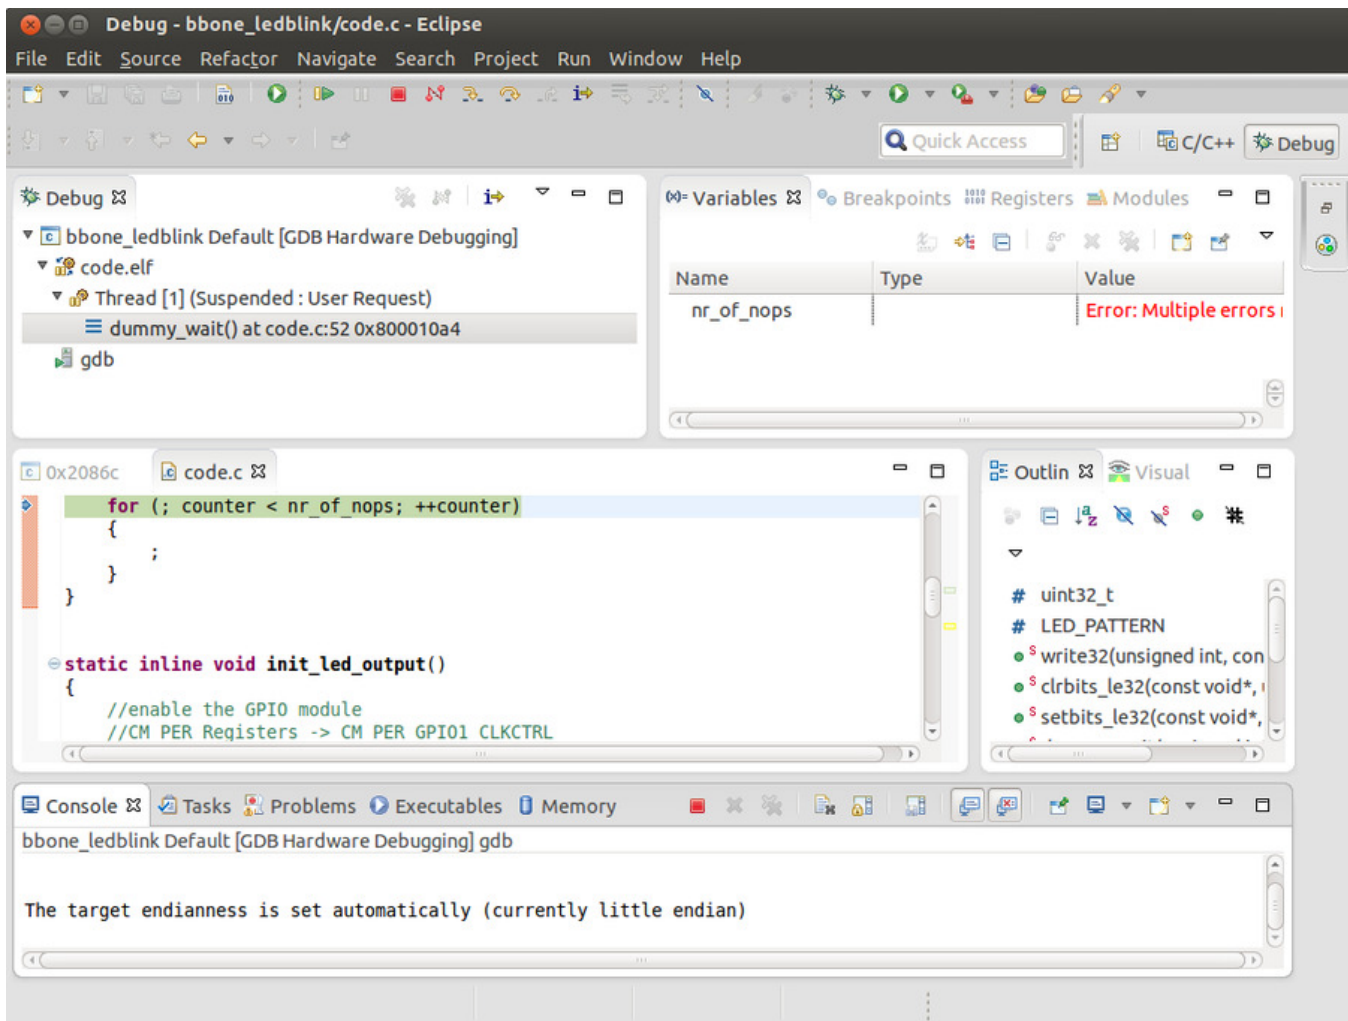 Debug - bbone_ledblink/code.c - Eclipse
File Edit Source Refactor Navigate Search Project Run Window Help
Quick Access C/C++ Debug
Debug
bbone_ledblink Default [GDB Hardware Debugging]
code.elf
Thread [1] (Suspended : User Request)
dummy_wait() at code.c:52 0x800010a4
gdb
(x)= Variables Breakpoints Registers Modules
Name Type Value
nr_of_nops Error: Multiple errors
0x2086c code.c
for (; counter < nr_of_nops; ++counter)
{
;
}
}
static inline void init_led_output()
{
//enable the GPIO module
//CM PER Registers -> CM PER GPIO1 CLKCTRL
Outlin Visual
# uint32_t
# LED_PATTERN
S write32(unsigned int, con
S clrbits_le32(const void*,
S setbits_le32(const void*,
Console Tasks Problems Executables Memory
bbone_ledblink Default [GDB Hardware Debugging] gdb
The target endianness is set automatically (currently little endian)